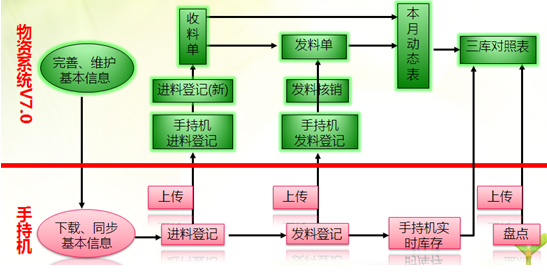 物资系统V7.0
完善、维护
基本信息
收
料
单
发料单
本
月
动
态
表
三库对照表
进料登记(新)
发料核销
手持机
进料登记
手持机
发料登记
手持机
上传
上传
上传
下载、同步
基本信息
进料登记
发料登记
手持机实
时库存
盘点